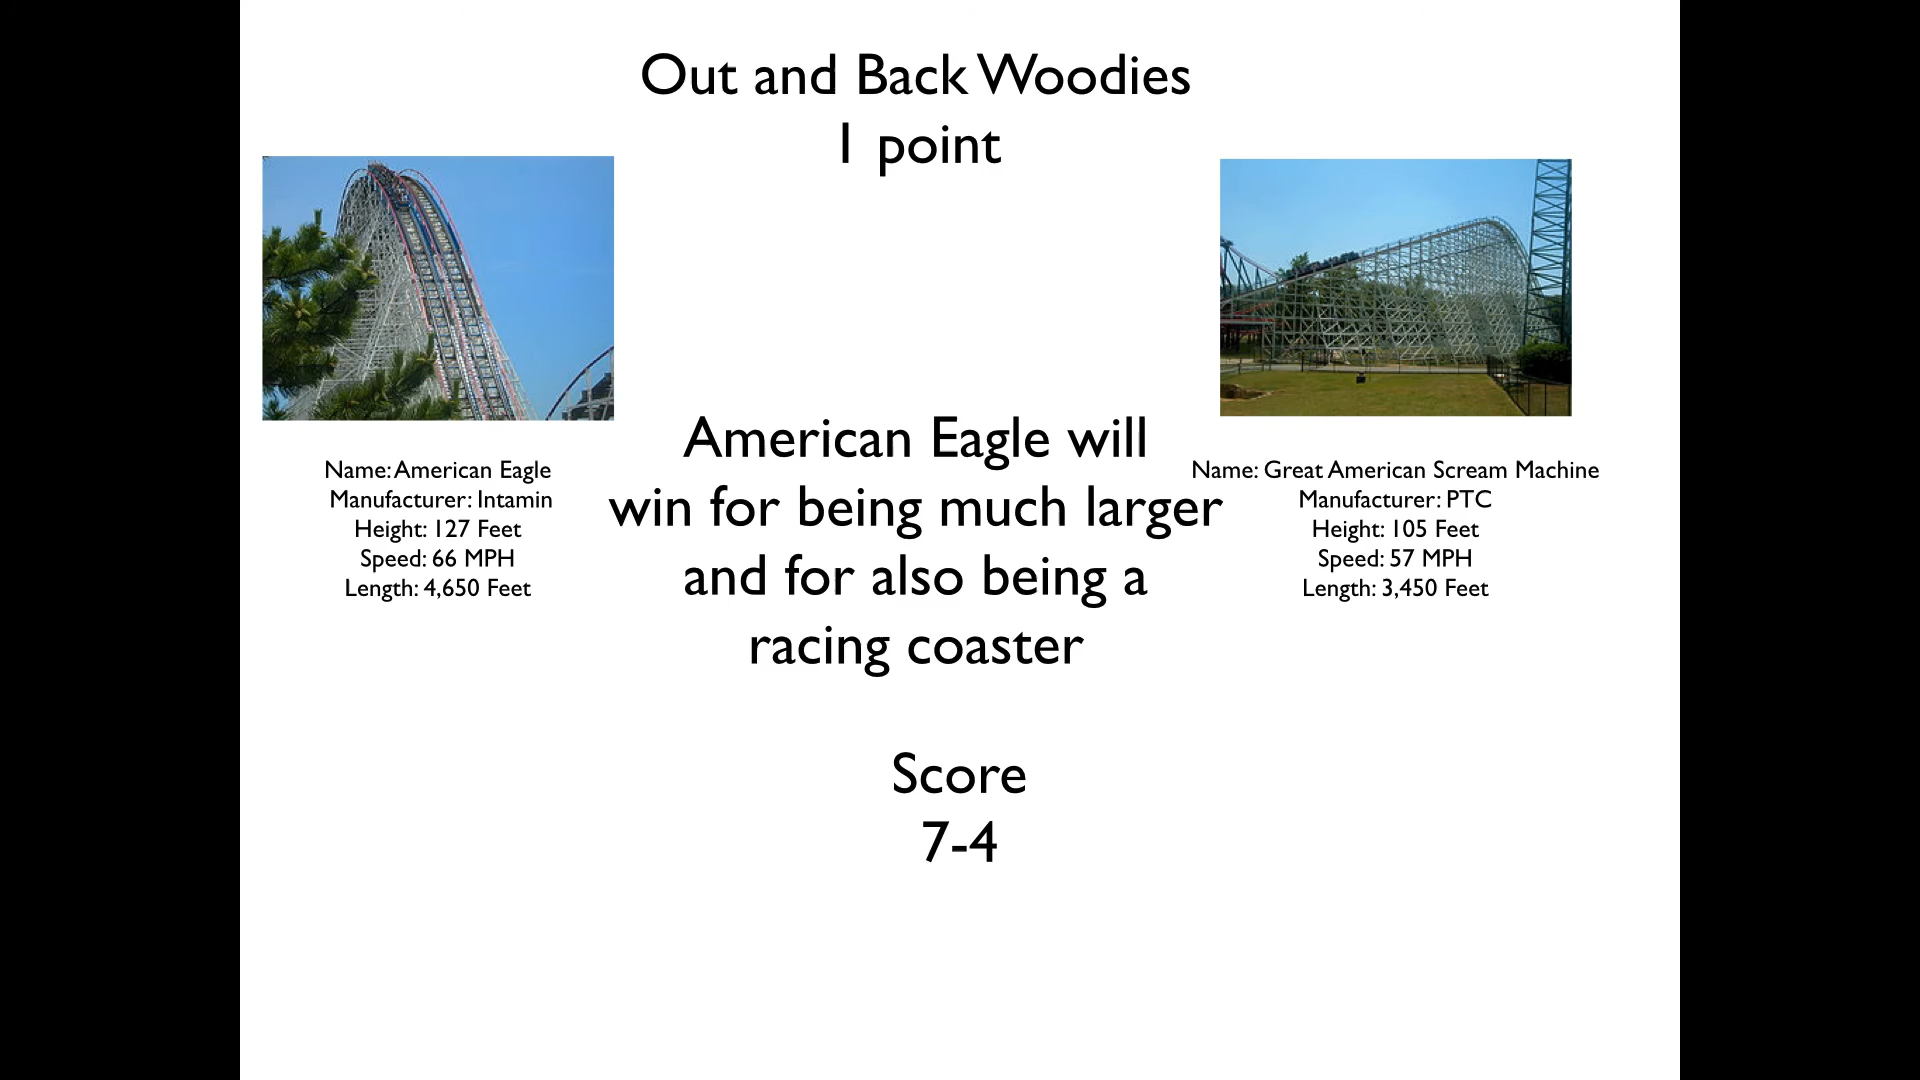 Out and Back Woodies
1 point
Name: American Eagle
Manufacturer: Intamin
Height: 127 Feet
Speed: 66 MPH
Length: 4,650 Feet
American Eagle will
win for being much larger
and for also being a
racing coaster
Name: Great American Scream Machine
Manufacturer: PTC
Height: 105 Feet
Speed: 57 MPH
Length: 3,450 Feet
Score
7-4